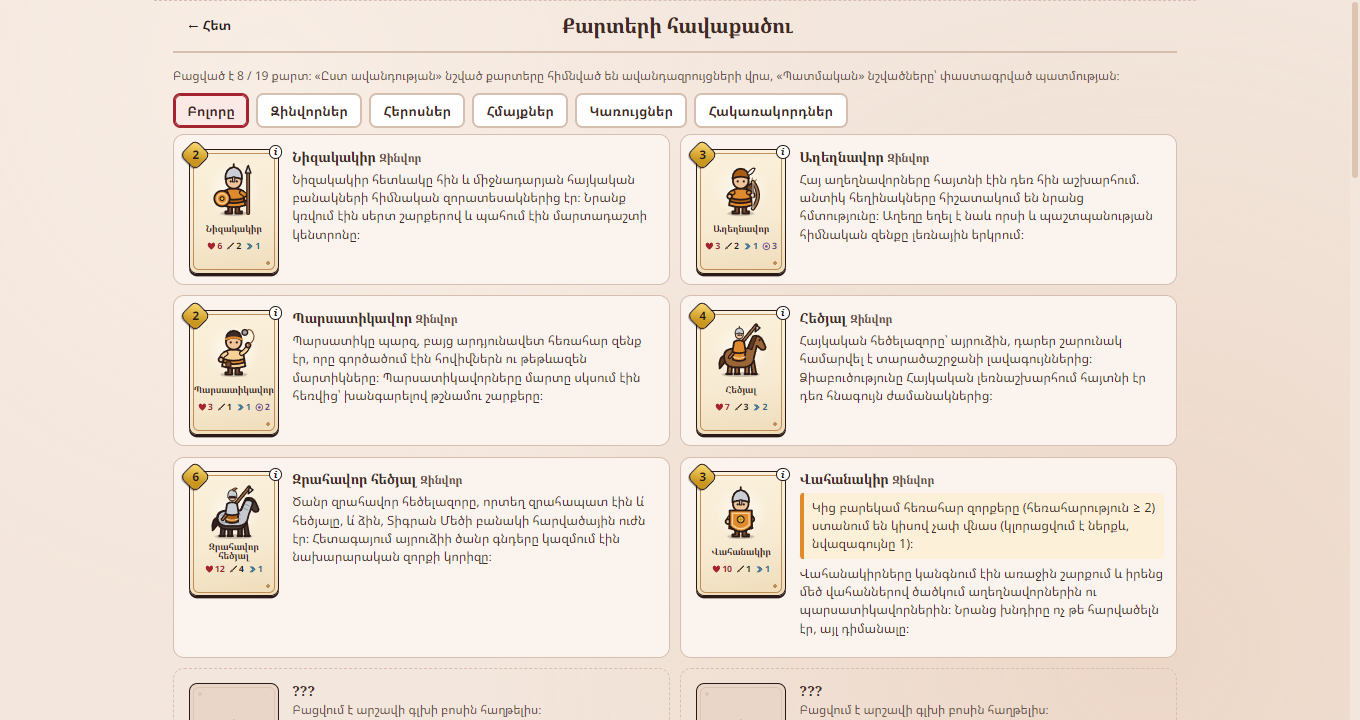 ← Հետ
Քարտերի հավաքածու
Բացված է 8 / 19 քարտ։ «Ըստ ավանդության» նշված քարտերը հիմնված են ավանդազրույցների վրա, «Պատմական» նշվածները՝ փաստագրված պատմության։
Բոլորը
Զինվորներ
Հերոսներ
Հմայքներ
Կառույցներ
Հակառակորդներ
2
i
Նիզակակիր
6 2 1
Նիզակակիր Զինվոր
Նիզակակիր հետևակը հին և միջնադարյան հայկական
բանակների հիմնական զորատեսակներից էր։ Նրանք
կռվում էին սերտ շարքերով և պահում էին մարտադաշտի
կենտրոնը։
3
i
Աղեղնավոր
3 2 1 3
Աղեղնավոր Զինվոր
Հայ աղեղնավորները հայտնի էին դեռ հին աշխարհում.
անտիկ հեղինակները հիշատակում են նրանց
հմտությունը։ Աղեղը եղել է նաև որսի և պաշտպանության
հիմնական զենքը լեռնային երկրում։
2
i
Պարսատիկավոր
3 1 1 2
Պարսատիկավոր Զինվոր
Պարսատիկը պարզ, բայց արդյունավետ հեռահար զենք
էր, որը գործածում էին հովիվներն ու թեթևազեն
մարտիկները։ Պարսատիկավորները մարտը սկսում էին
հեռվից՝ խանգարելով թշնամու շարքերը։
4
i
Հեծյալ
7 3 2
Հեծյալ Զինվոր
Հայկական հեծելազորը՝ այրուձին, դարեր շարունակ
համարվել է տարածաշրջանի լավագույններից։
Ձիաբուծությունը Հայկական լեռնաշխարհում հայտնի էր
դեռ հնագույն ժամանակներից։
6
i
Զրահավոր
հեծյալ
12 4 1
Զրահավոր հեծյալ Զինվոր
Ծանր զրահավոր հեծելազորը, որտեղ զրահապատ էին և՛
հեծյալը, և՛ ձին, Տիգրան Մեծի բանակի հարվածային ուժն
էր։ Հետագայում այրուձիի ծանր գնդերը կազմում էին
նախարարական զորքի կորիզը։
3
i
Վահանակիր
10 1 1
Վահանակիր Զինվոր
Կից բարեկամ հեռահար զորքերը (հեռահարություն ≥ 2)
ստանում են կիսով չափ վնաս (կլորացվում է ներքև,
նվազագույնը 1)։
Վահանակիրները կանգնում էին առաջին շարքում և իրենց
մեծ վահաններով ծածկում աղեղնավորներին ու
պարսատիկավորներին։ Նրանց խնդիրը ոչ թե հարվածելն
էր, այլ դիմանալը։
???
Բացվում է արշավի գլխի բոսին հաղթելիս։
???
Բացվում է արշավի գլխի բոսին հաղթելիս։